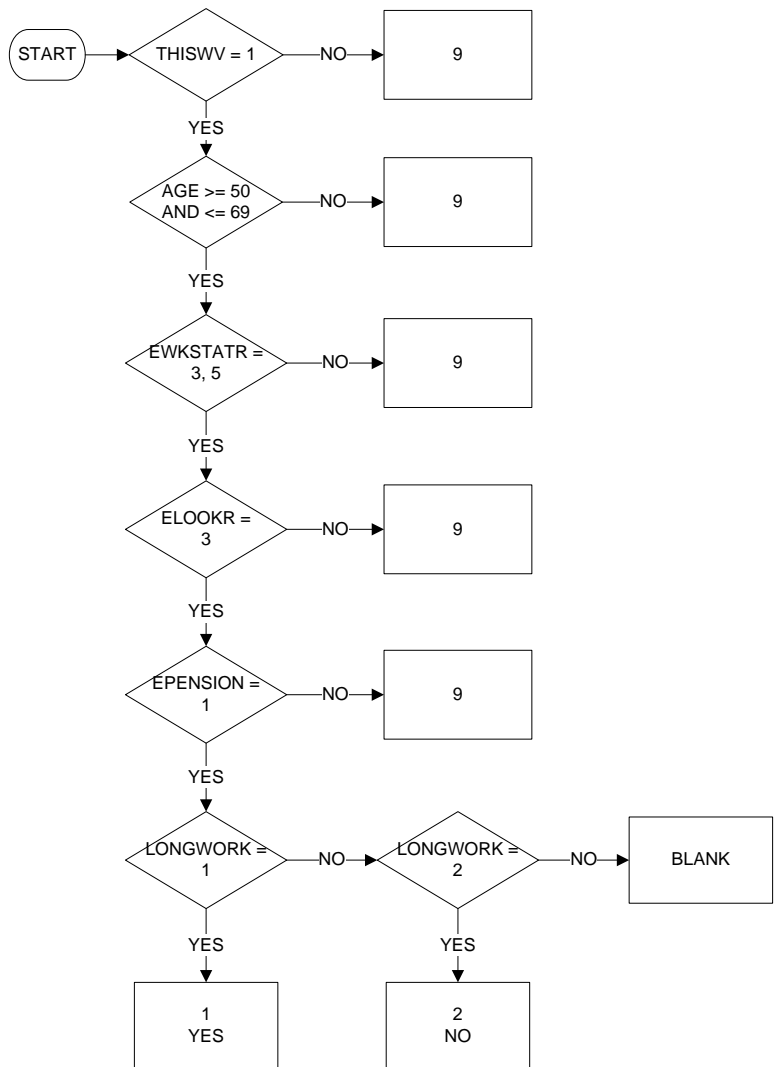 START
THISWV = 1
NO
9
YES
AGE >= 50
AND <= 69
NO
9
YES
EWKSTATR =
3, 5
NO
9
YES
ELOOKR =
3
NO
9
YES
EPENSION =
1
NO
9
YES
LONGWORK =
1
NO
LONGWORK =
2
NO
BLANK
YES
YES
1
YES
2
NO